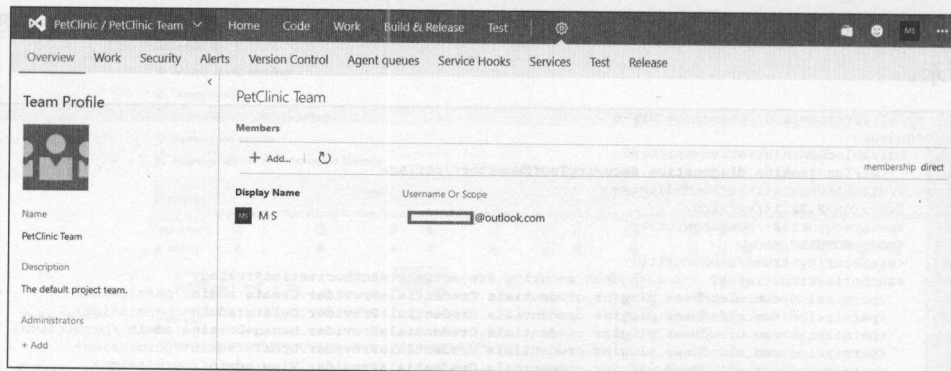 PetClinic / PetClinic Team Home Code Work Build & Release Test MS
Overview Work Security Alerts Version Control Agent queues Service Hooks Services Test Release
Team Profile
Name
PetClinic Team
Description
The default project team.
Administrators
+ Add
PetClinic Team
Members
+ Add...
membership direct
Display Name Username Or Scope
MS M S @outlook.com